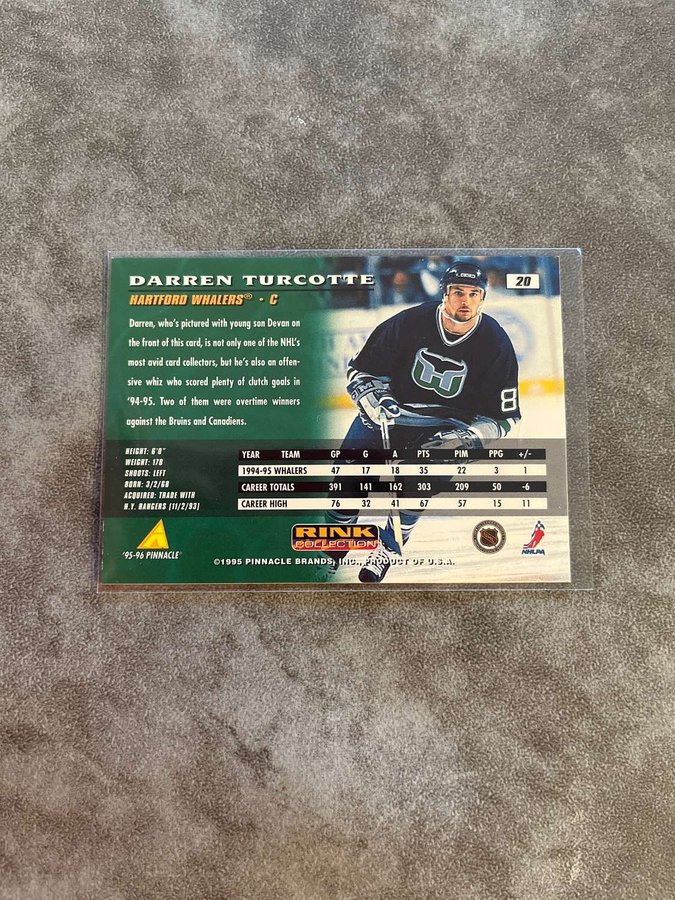 DARREN TURCOTTE
20
HARTFORD WHALERS® · C
Darren, who's pictured with young son Devan on
the front of this card, is not only one of the NHL's
most avid card collectors, but he's also an offen-
sive whiz who scored plenty of clutch goals in
'94-95. Two of them were overtime winners
against the Bruins and Canadiens.
8
HEIGHT: 6'0"
WEIGHT: 178
SHOOTS: LEFT
BORN: 3/2/68
ACQUIRED: TRADE WITH
N.Y. RANGERS (11/2/93)
YEAR TEAM GP G A PTS PIM PPG +/-
1994-95 WHALERS 47 17 18 35 22 3 1
CAREER TOTALS 391 141 162 303 209 50 -6
CAREER HIGH 76 32 41 67 57 15 11
'95-96 PINNACLE
RINK
COLLECTION
NHLPA
©1995 PINNACLE BRANDS, INC., PRODUCT OF U.S.A.